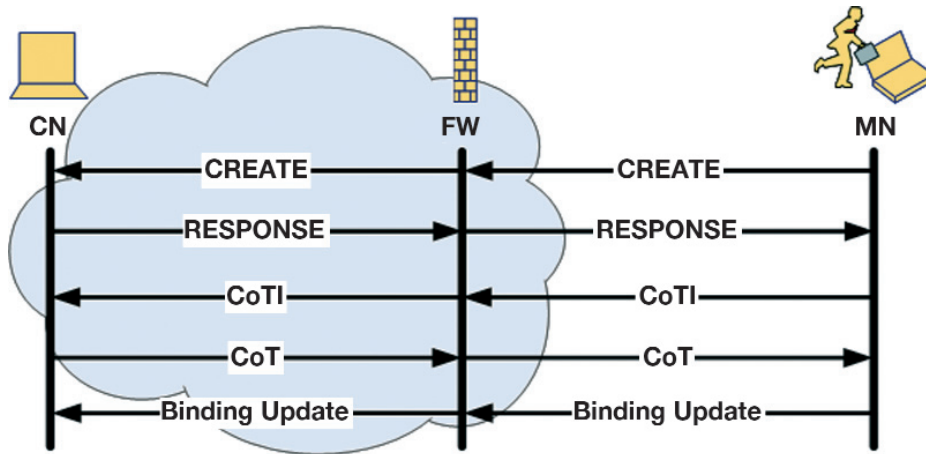 CN
FW
MN
CREATE
CREATE
RESPONSE
RESPONSE
CoTI
CoTI
CoT
CoT
Binding Update
Binding Update